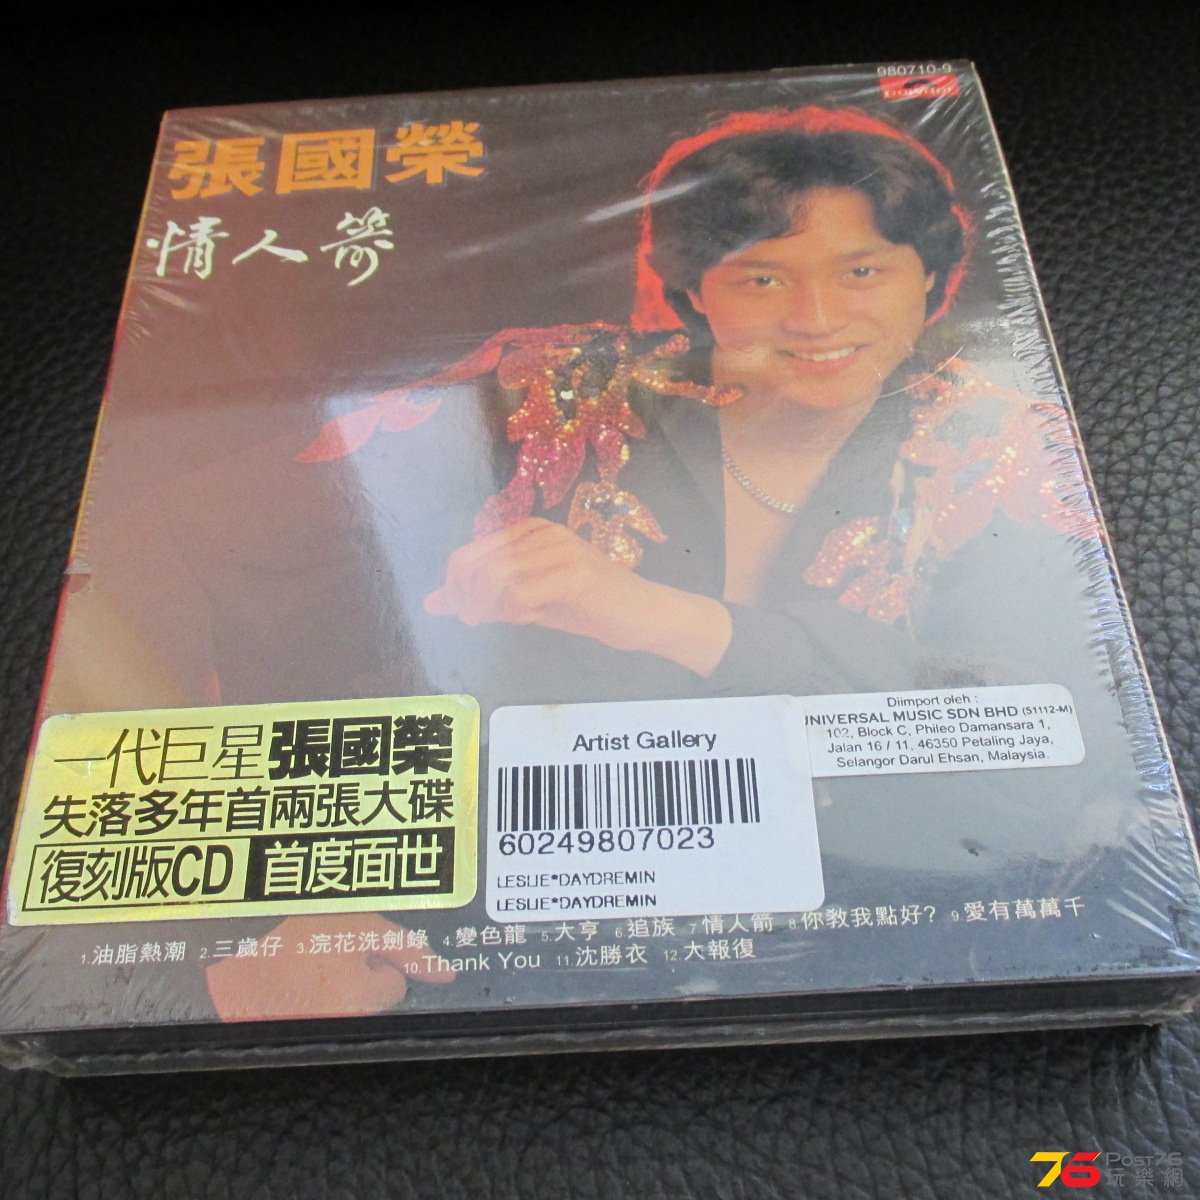 980710-9
Polydor
張國榮
情人箭
一代巨星張國榮
失落多年首兩張大碟
復刻版CD 首度面世
Artist Gallery
60249807023
LESLIE*DAYDREMIN
LESLIE*DAYDREMIN
Diimport oleh :
UNIVERSAL MUSIC SDN BHD (51112-M)
102, Block C, Phileo Damansara 1,
Jalan 16 / 11, 46350 Petaling Jaya,
Selangor Darul Ehsan, Malaysia.
1.油脂熱潮 2.三歲仔 3.浣花洗劍錄 4.變色龍 5.大亨 6.追族 7.情人箭 8.你教我點好? 9.愛有萬萬千
10.Thank You 11.沈勝衣 12.大報復
76 POST76
玩樂網